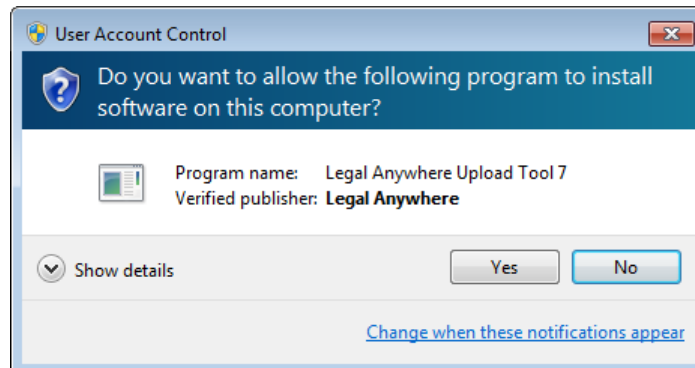 User Account Control
Do you want to allow the following program to install
software on this computer?
Program name: Legal Anywhere Upload Tool 7
Verified publisher: Legal Anywhere
Show details Yes No
Change when these notifications appear